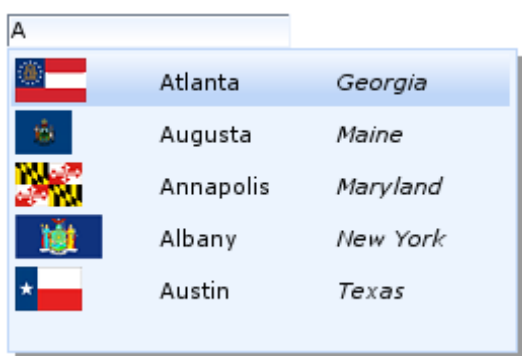 A
Atlanta Georgia
Augusta Maine
Annapolis Maryland
Albany New York
Austin Texas